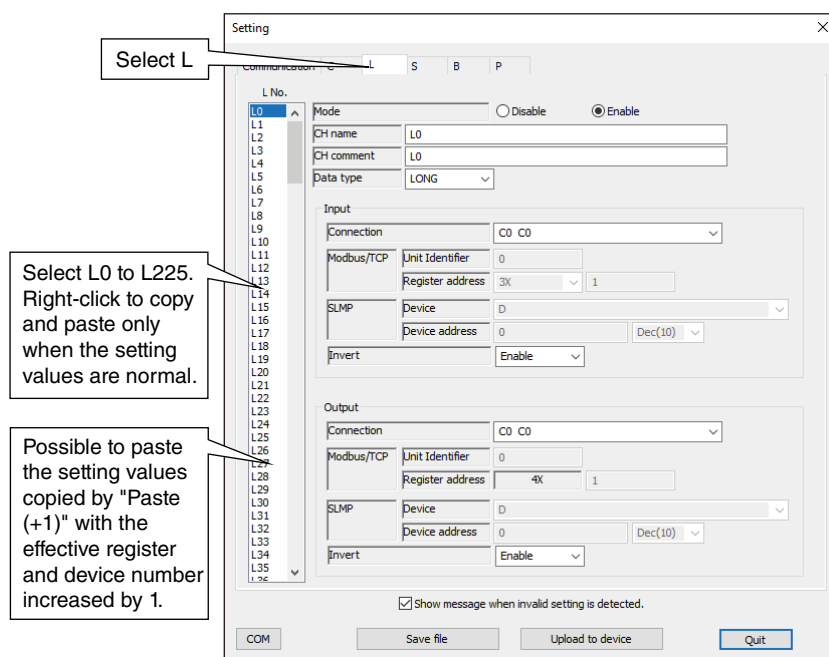 Setting
Select L
Communication C L S B P
L No.
L0
L1
L2
L3
L4
L5
L6
L7
L8
L9
L10
L11
L12
L13
L14
L15
L16
L17
L18
L19
L20
L21
L22
L23
L24
L25
L26
L27
L28
L29
L30
L31
L32
L33
L34
L35
L36
Mode Disable Enable
CH name L0
CH comment L0
Data type LONG
Input
Connection C0 C0
Modbus/TCP Unit Identifier 0
Register address 3X 1
SLMP Device D
Device address 0 Dec(10)
Invert Enable
Output
Connection C0 C0
Modbus/TCP Unit Identifier 0
Register address 4X 1
SLMP Device D
Device address 0 Dec(10)
Invert Enable
Select L0 to L225.
Right-click to copy
and paste only
when the setting
values are normal.
Possible to paste
the setting values
copied by "Paste
(+1)" with the
effective register
and device number
increased by 1.
Show message when invalid setting is detected.
COM Save file Upload to device Quit